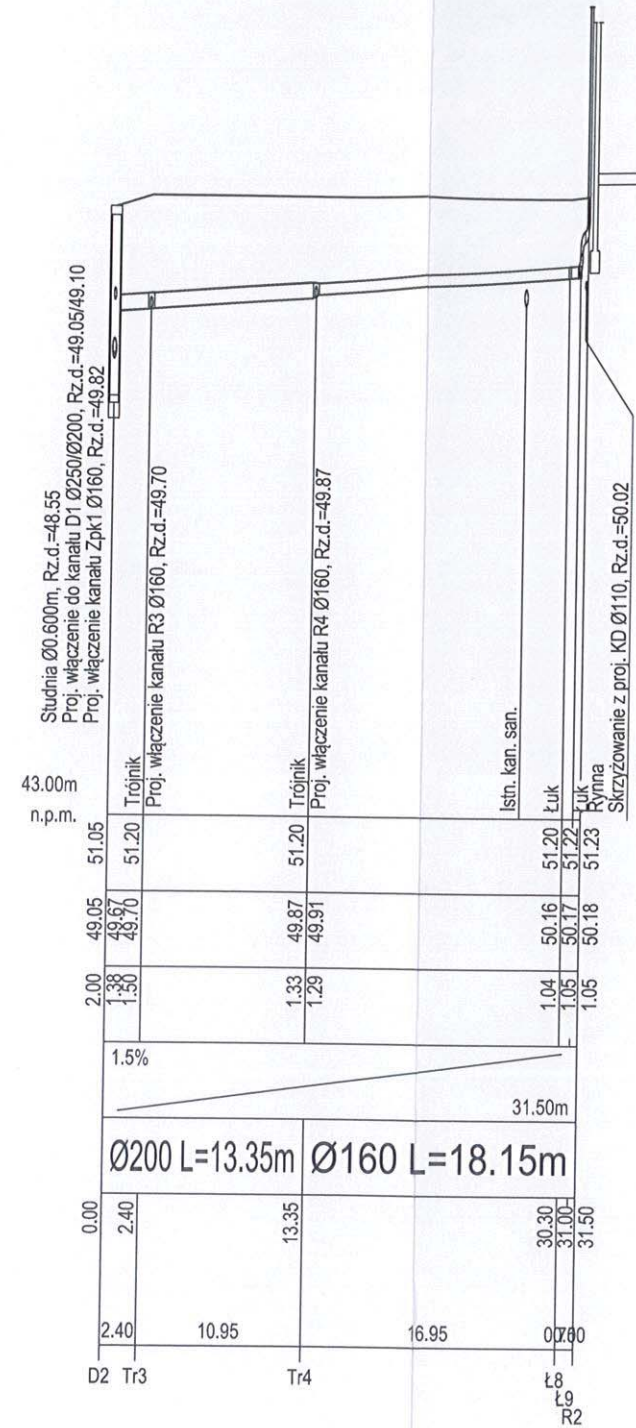 Studnia Ø0.600m, Rz.d.=48.55
Proj. włączenie do kanału D1 Ø250/Ø200, Rz.d.=49.05/49.10
Proj. włączenie kanału Zpk1 Ø160, Rz.d.=49.82
Trójnik
Proj. włączenie kanału R3 Ø160, Rz.d.=49.70
Trójnik
Proj. włączenie kanału R4 Ø160, Rz.d.=49.87
Istn. kan. san.
Łuk
Łuk
Rynna
Skrzyżowanie z proj. KD Ø110, Rz.d.=50.02
43.00m
n.p.m.
51.05 51.20 51.20 51.20 51.22 51.23
49.05 49.67 49.70 49.87 49.91 50.16 50.17 50.18
2.00 1.38 1.50 1.33 1.29 1.04 1.05 1.05
1.5%
31.50m
Ø200 L=13.35m Ø160 L=18.15m
0.00 2.40 13.35 30.30 31.00 31.50
2.40 10.95 16.95
D2 Tr3 Tr4 Ł8
Ł9
R2